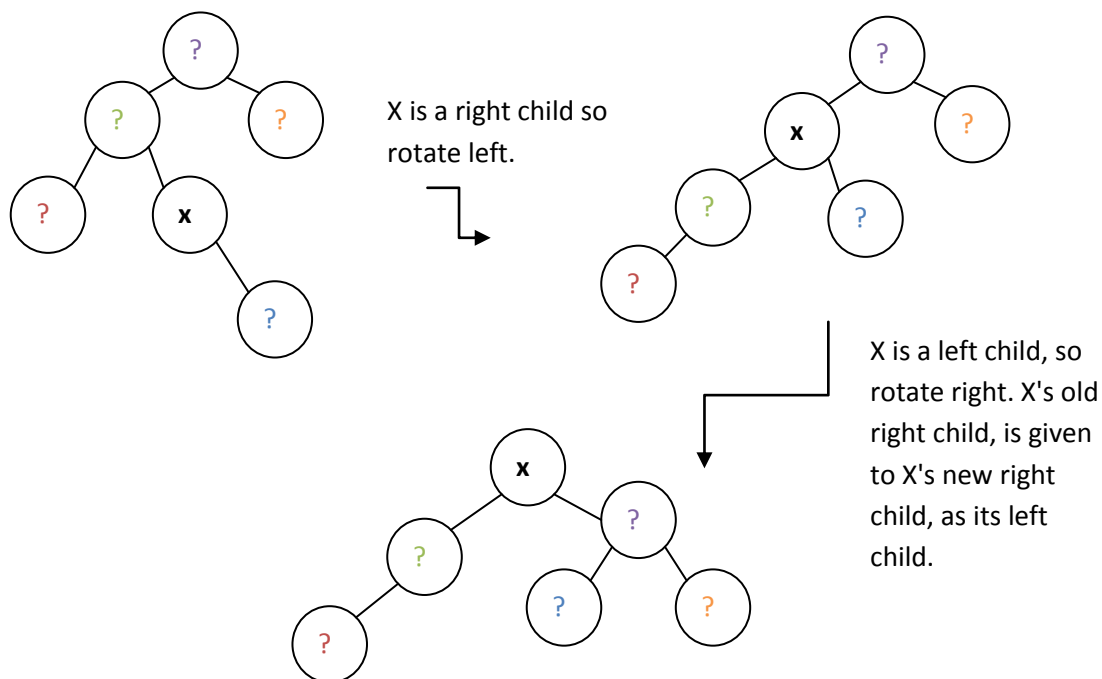 ?
?
?
?
x
?
X is a right child so
rotate left.
?
x
?
?
?
?
X is a left child, so
rotate right. X's old
right child, is given
to X's new right
child, as its left
child.
x
?
?
?
?
?